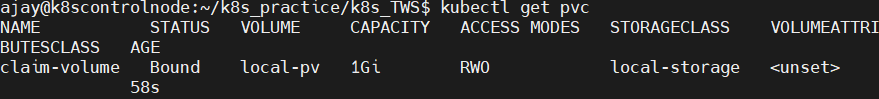 ajay@k8scontrolnode:~/k8s_practice/k8s_TWS$ kubectl get pvc
NAME           STATUS   VOLUME     CAPACITY   ACCESS MODES   STORAGECLASS    VOLUMEATTRI
BUTESCLASS   AGE
claim-volume   Bound    local-pv   1Gi        RWO            local-storage   <unset>
             58s